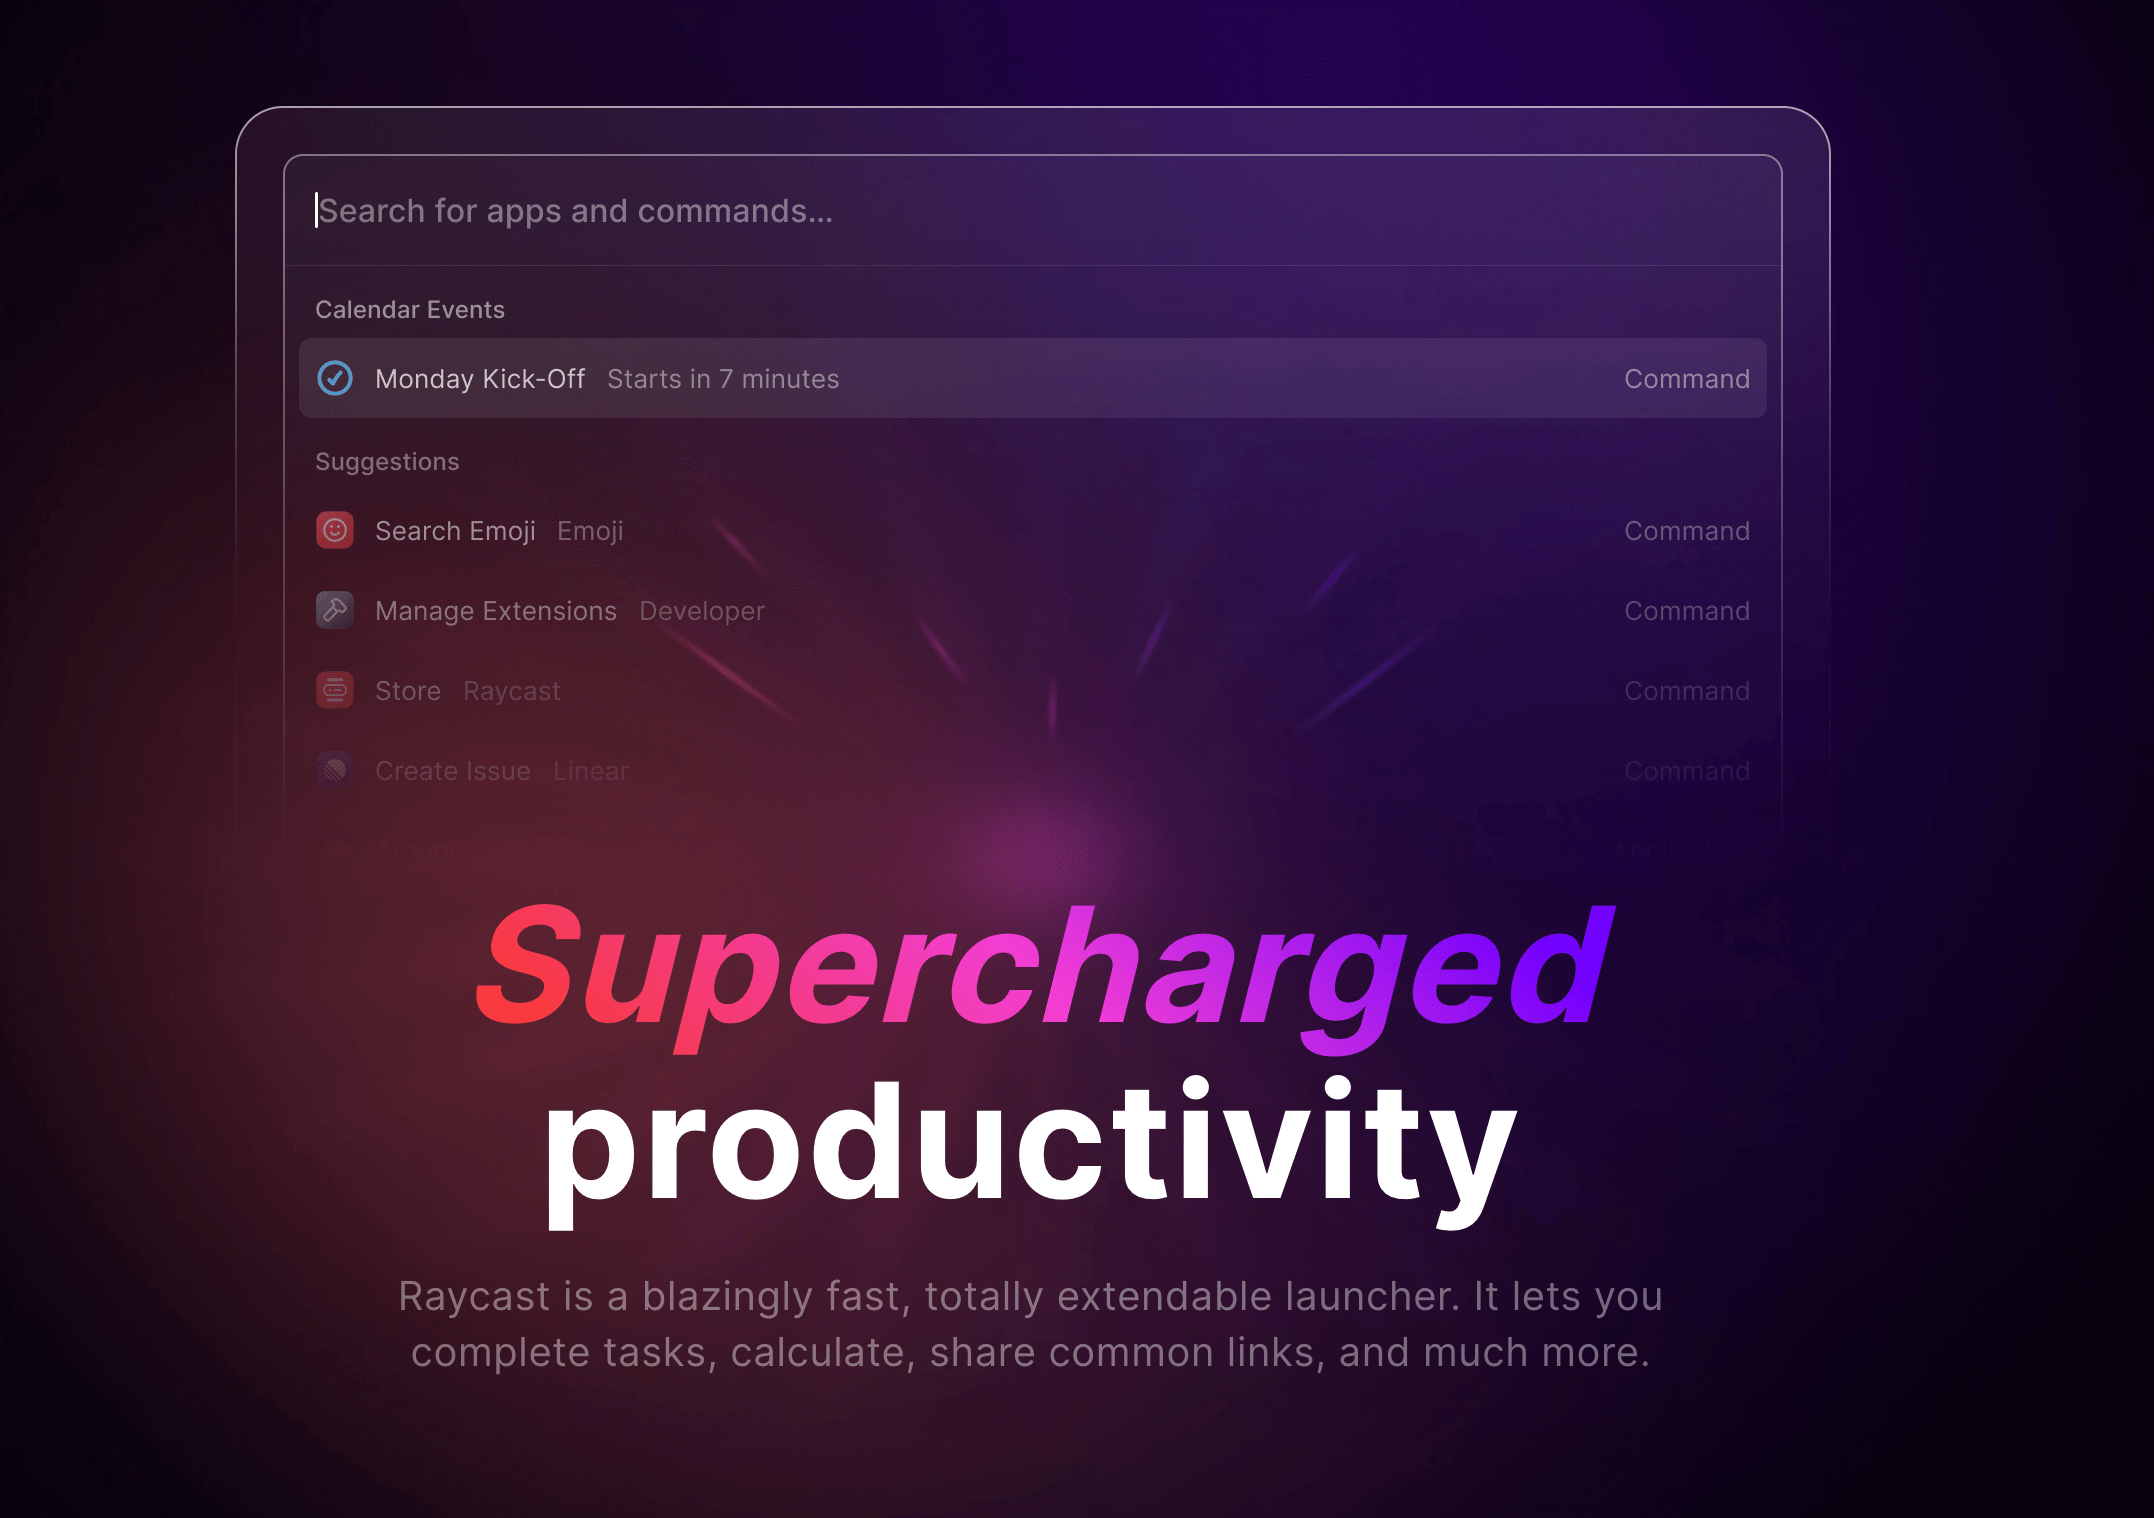 Search for apps and commands...
Calendar Events
Monday Kick-Off Starts in 7 minutes Command
Suggestions
Search Emoji Emoji Command
Manage Extensions Developer Command
Store Raycast Command
Create Issue Linear Command
Around
Supercharged
productivity
Raycast is a blazingly fast, totally extendable launcher. It lets you
complete tasks, calculate, share common links, and much more.